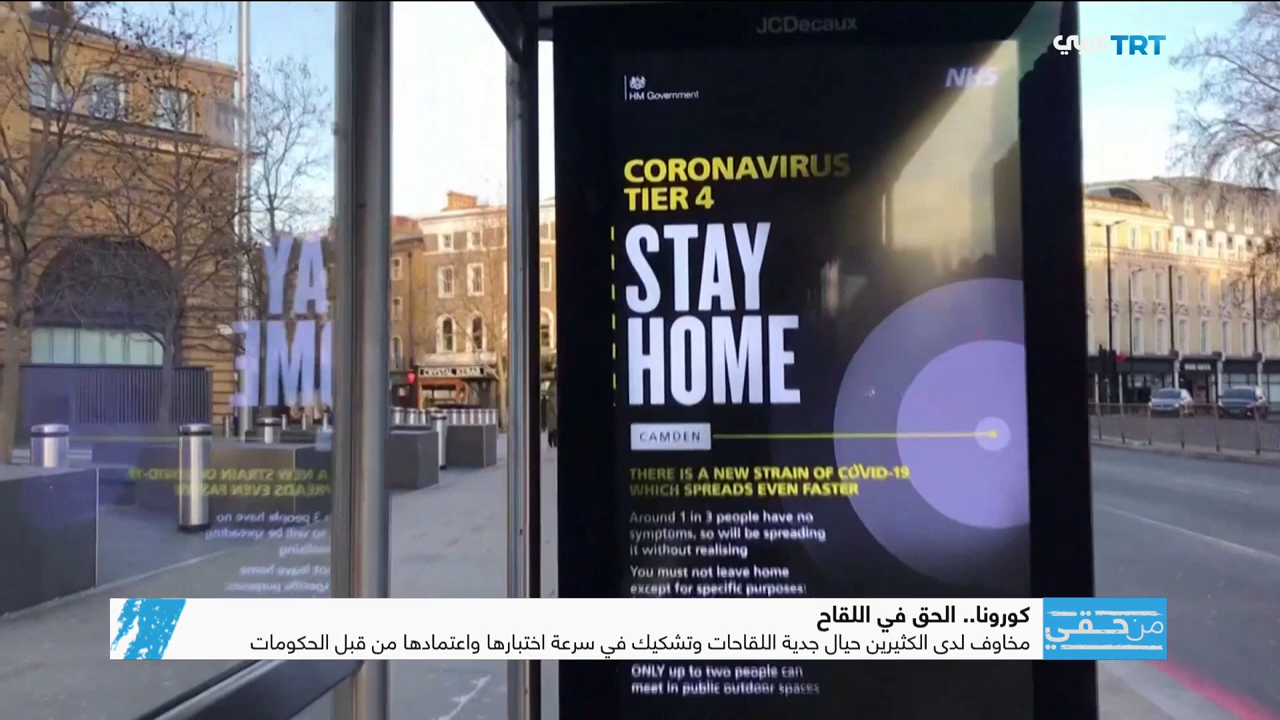 JCDecaux
TRT عربي
HM Government
NHS
CORONAVIRUS
TIER 4
STAY
HOME
CAMDEN
THERE IS A NEW STRAIN OF COVID-19
WHICH SPREADS EVEN FASTER
Around 1 in 3 people have no
symptoms, so will be spreading
it without realising
You must not leave home
except for specific purposes:
CRYSTAL KEBAB
من حقي
كورونا.. الحق في اللقاح
مخاوف لدى الكثيرين حيال جدية اللقاحات وتشكيك في سرعة اختبارها واعتمادها من قبل الحكومات
ONLY up to two people can
meet in public outdoor spaces